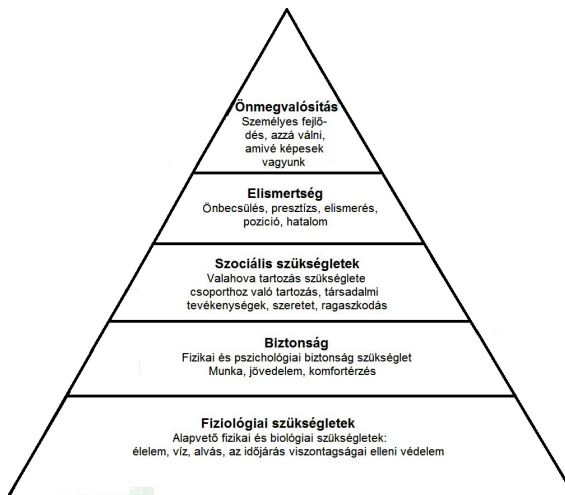 Önmegvalósítás
Személyes fejlő-
dés, azzá válni,
amivé képesek
vagyunk
Elismertség
Önbecsülés, presztízs, elismerés,
pozició, hatalom
Szociális szükségletek
Valahova tartozás szükséglete
csoporthoz való tartozás, társadalmi
tevékenységek, szeretet, ragaszkodás
Biztonság
Fizikai és pszichológiai biztonság szükséglet
Munka, jövedelem, komfortérzés
Fiziológiai szükségletek
Alapvető fizikai és biológiai szükségletek:
élelem, víz, alvás, az időjárás viszontagságai elleni védelem